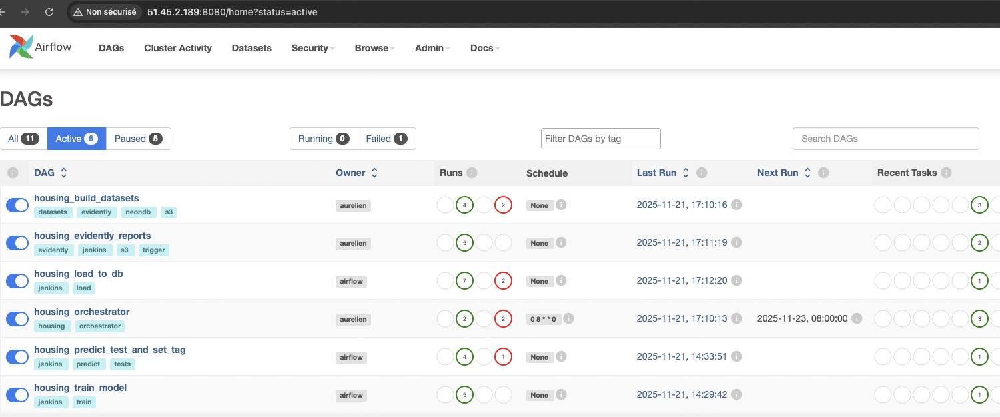 Non sécurisé 51.45.2.189:8080/home?status=active
Airflow DAGs Cluster Activity Datasets Security Browse Admin Docs
DAGs
All 11 Active 6 Paused 5 Running 0 Failed 1 Filter DAGs by tag Search DAGs
i DAG Owner Runs i Schedule Last Run i Next Run i Recent Tasks i
housing_build_datasets
datasets evidently neondb s3 aurelien 4 2 None i 2025-11-21, 17:10:16 i 3
housing_evidently_reports
evidently jenkins s3 trigger aurelien 5 None i 2025-11-21, 17:11:19 i 2
housing_load_to_db
jenkins load airflow 7 2 None i 2025-11-21, 17:12:20 i 1
housing_orchestrator
housing orchestrator aurelien 2 2 0 8 * * 0 i 2025-11-21, 17:10:13 i 2025-11-23, 08:00:00 i 3
housing_predict_test_and_set_tag
jenkins predict tests airflow 4 1 None i 2025-11-21, 14:33:51 i 1
housing_train_model
jenkins train airflow 5 None i 2025-11-21, 14:29:42 i 1